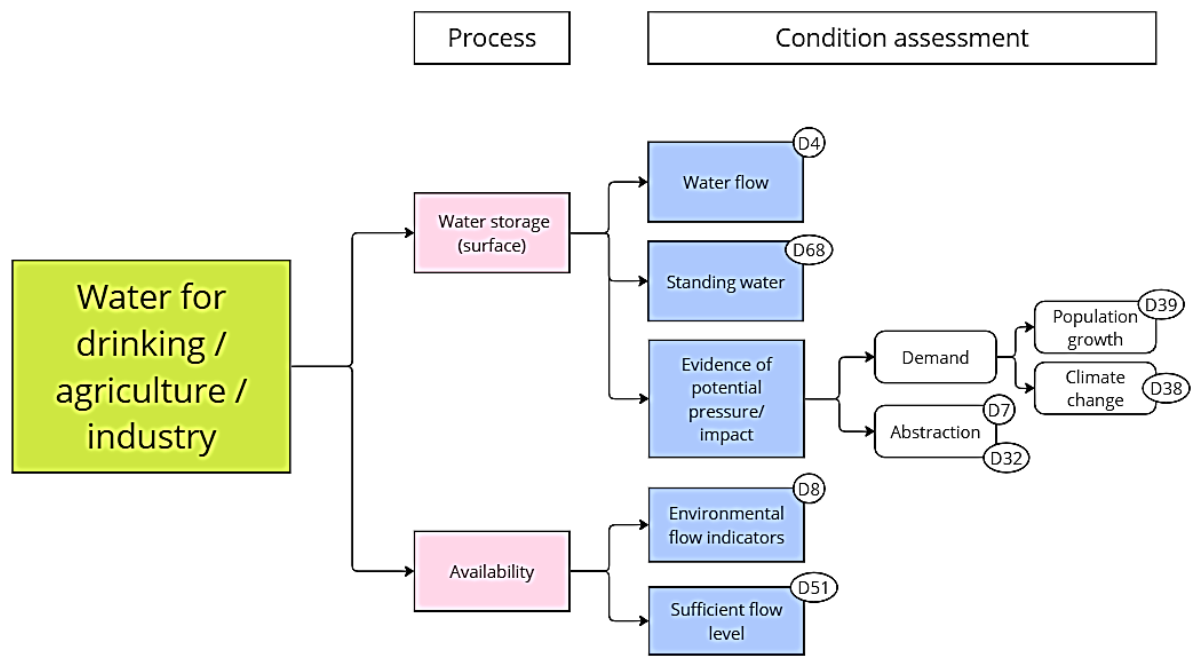 Process
Condition assessment
Water for
drinking /
agriculture /
industry
Water storage
(surface)
Availability
D4
Water flow
D68
Standing water
Evidence of
potential
pressure/
impact
Demand
D39
Population
growth
Climate
change
D38
D7
Abstraction
D32
D8
Environmental
flow indicators
D51
Sufficient flow
level